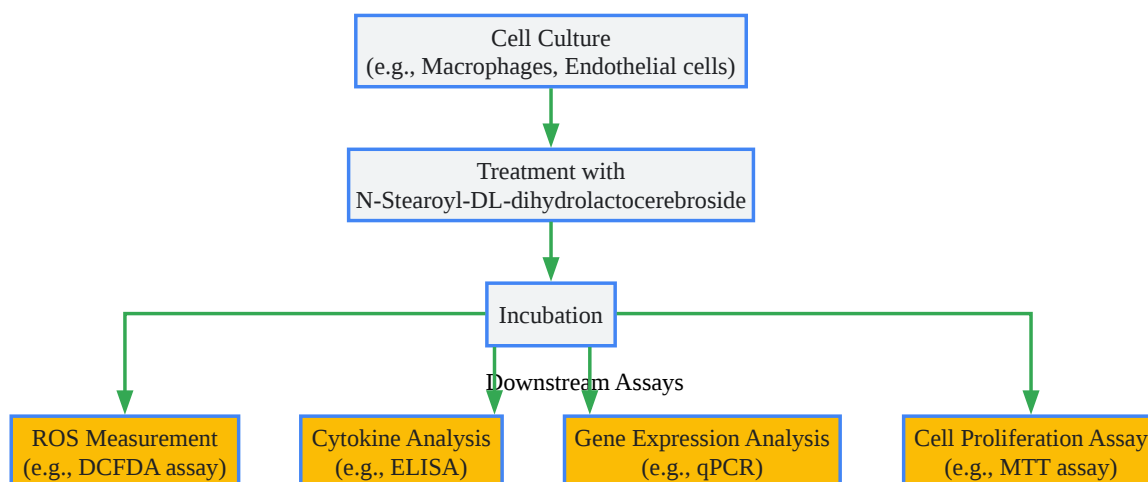 Cell Culture
(e.g., Macrophages, Endothelial cells)
Treatment with
N-Stearoyl-DL-dihydrolactocerebroside
Incubation
Downstream Assays
ROS Measurement
(e.g., DCFDA assay)
Cytokine Analysis
(e.g., ELISA)
Gene Expression Analysis
(e.g., qPCR)
Cell Proliferation Assay
(e.g., MTT assay)